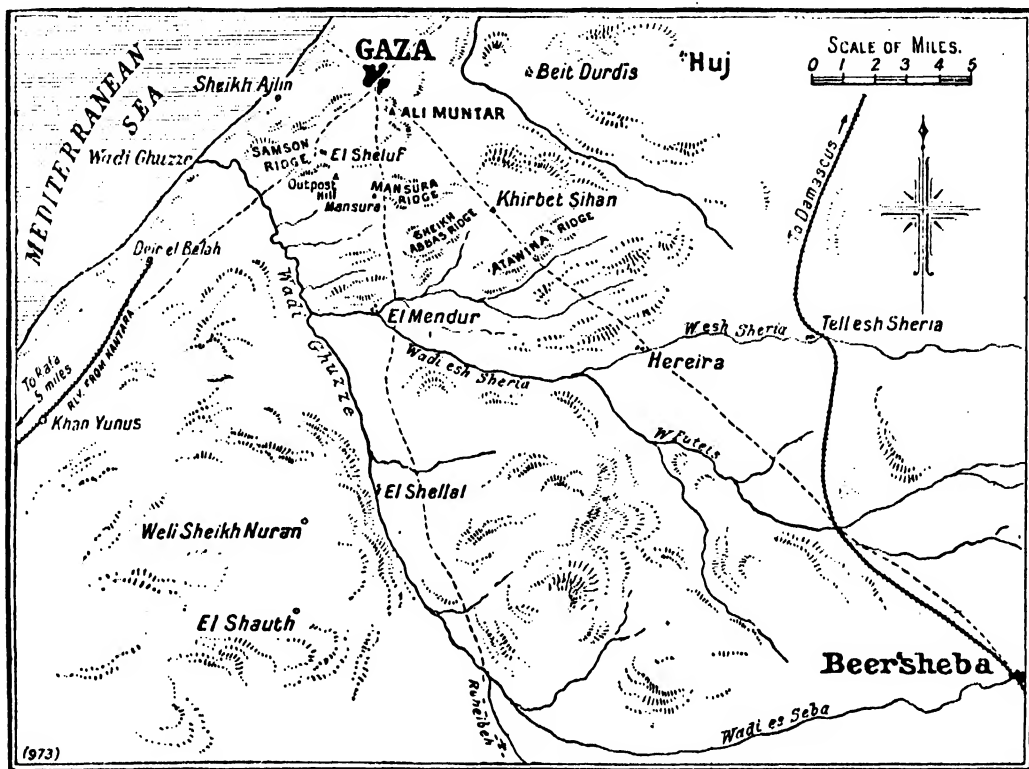 GAZA
Huj
SCALE OF MILES.
0 1 2 3 4 5
Beit Durdis
Sheikh Ajlin
MEDITERRANEAN
SEA
ALI MUNTAR
Wadi Ghuzze
SAMSON
RIDGE
El Sheluf
Outpost
Hill
MANSURA
RIDGE
Mansura
Khirbet Sihan
SHEIKH
ABBAS RIDGE
ATAWINA RIDGE
To Damascus
Deir el Belah
Wadi Ghuzze
El Mendur
W. esh Sheria
Tell esh Sheria
Wadi esh Sheria
Hereira
To Rafa
5 miles
RLY. FROM KANTARA
Khan Yunus
W. Futeis
El Shellal
Weli Sheikh Nuran
El Shauth
Beer'sheba
Ruheibeh
Wadi es Seba
(973)